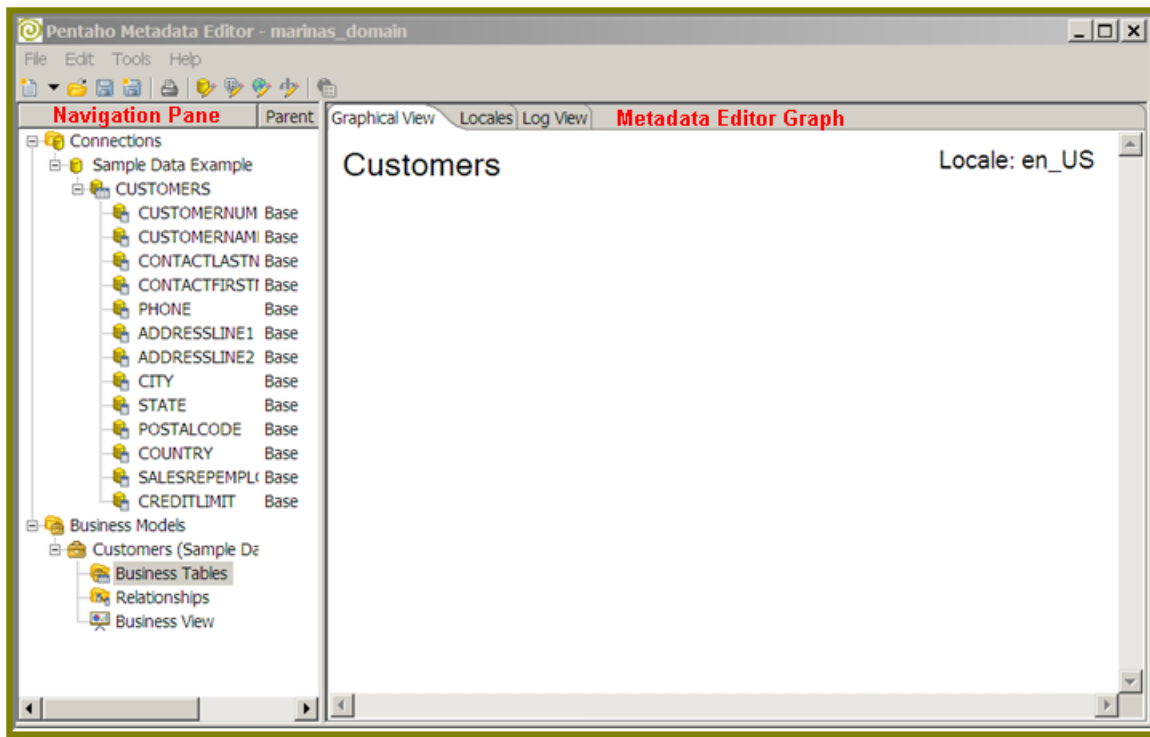 Pentaho Metadata Editor - marinas_domain
File Edit Tools Help
Navigation Pane Parent
Graphical View Locales Log View Metadata Editor Graph
Connections
Sample Data Example
CUSTOMERS
CUSTOMERNUM Base
CUSTOMERNAM Base
CONTACTLASTN Base
CONTACTFIRST Base
PHONE Base
ADDRESSLINE1 Base
ADDRESSLINE2 Base
CITY Base
STATE Base
POSTALCODE Base
COUNTRY Base
SALESREPEMPL Base
CREDITLIMIT Base
Business Models
Customers (Sample Da
Business Tables
Relationships
Business View
Customers
Locale: en_US